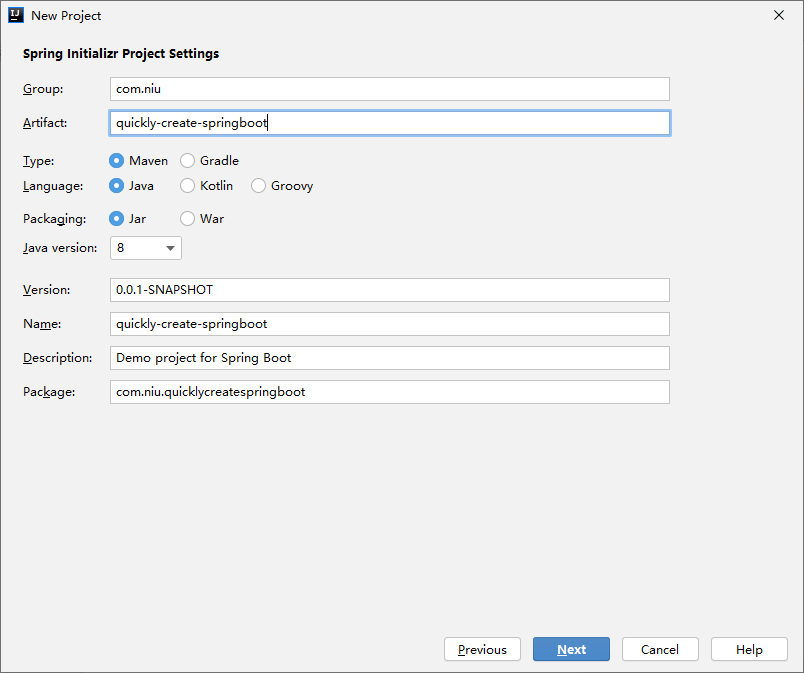 New Project
Spring Initializr Project Settings
Group: com.niu
Artifact: quickly-create-springboot
Type: Maven Gradle
Language: Java Kotlin Groovy
Packaging: Jar War
Java version: 8
Version: 0.0.1-SNAPSHOT
Name: quickly-create-springboot
Description: Demo project for Spring Boot
Package: com.niu.quicklycreatespringboot
Previous Next Cancel Help